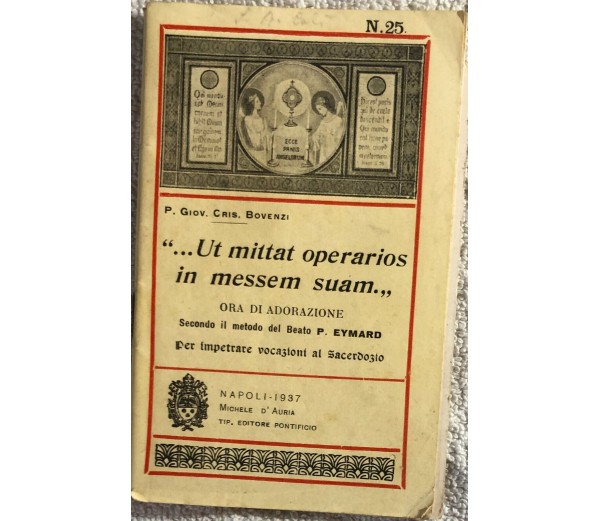 N.25.
ECCE
PANIS
ANGELORUM
P. Giov. Cris. Bovenzi
“...Ut mittat operarios
in messem suam.„
ORA DI ADORAZIONE
Secondo il metodo del Beato P. EYMARD
Per impetrare vocazioni al Sacerdozio
NAPOLI-1937
Michele D'Auria
TIP. EDITORE PONTIFICIO